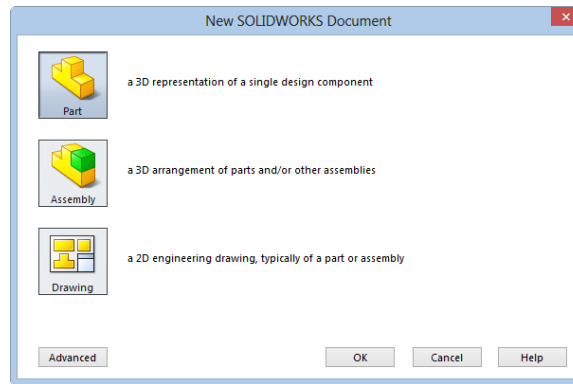 New SOLIDWORKS Document
Part
a 3D representation of a single design component
Assembly
a 3D arrangement of parts and/or other assemblies
Drawing
a 2D engineering drawing, typically of a part or assembly
Advanced OK Cancel Help